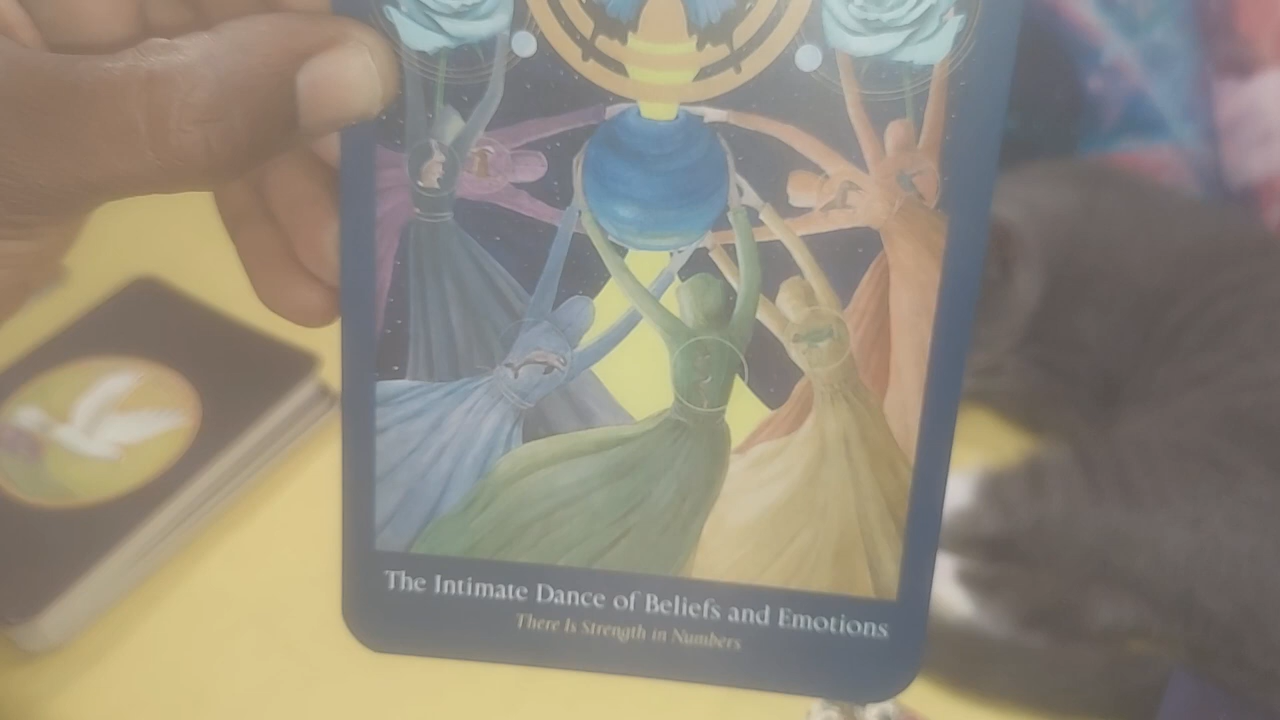 The Intimate Dance of Beliefs and Emotions
There Is Strength in Numbers